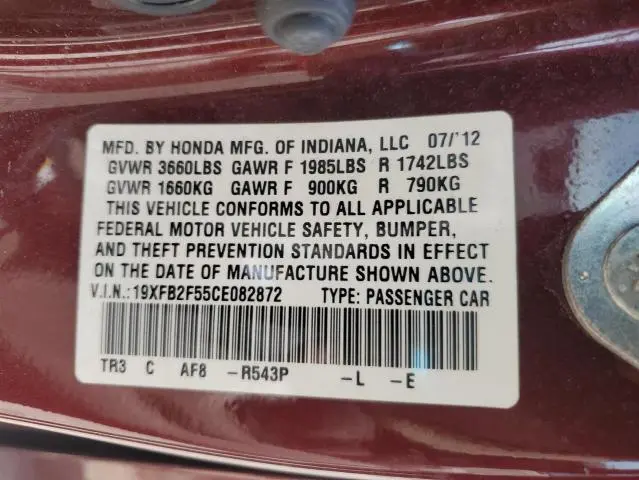 MFD. BY HONDA MFG. OF INDIANA, LLC 07/'12
GVWR 3660LBS GAWR F 1985LBS R 1742LBS
GVWR 1660KG GAWR F 900KG R 790KG
THIS VEHICLE CONFORMS TO ALL APPLICABLE
FEDERAL MOTOR VEHICLE SAFETY, BUMPER,
AND THEFT PREVENTION STANDARDS IN EFFECT
ON THE DATE OF MANUFACTURE SHOWN ABOVE.
V.I.N.:19XFB2F55CE082872 TYPE: PASSENGER CAR
TR3 C AF8 -R543P -L -E